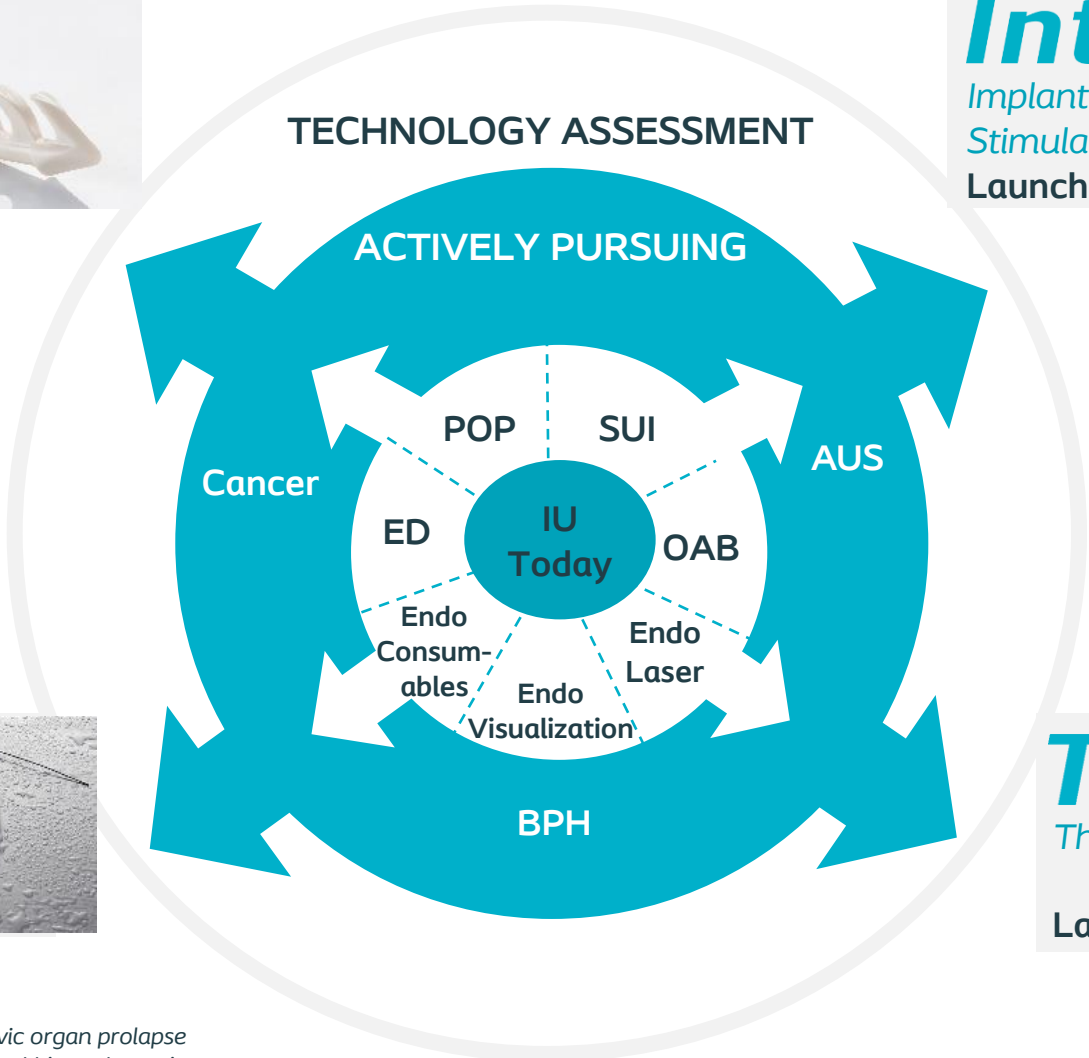 Int
Implant
Stimula
Launch
TECHNOLOGY ASSESSMENT
ACTIVELY PURSUING
POP
SUI
AUS
Cancer
IU
Today
ED
OAB
Endo
Consum-
ables
Endo
Laser
Endo
Visualization
BPH
T
Th
La
vic organ prolapse